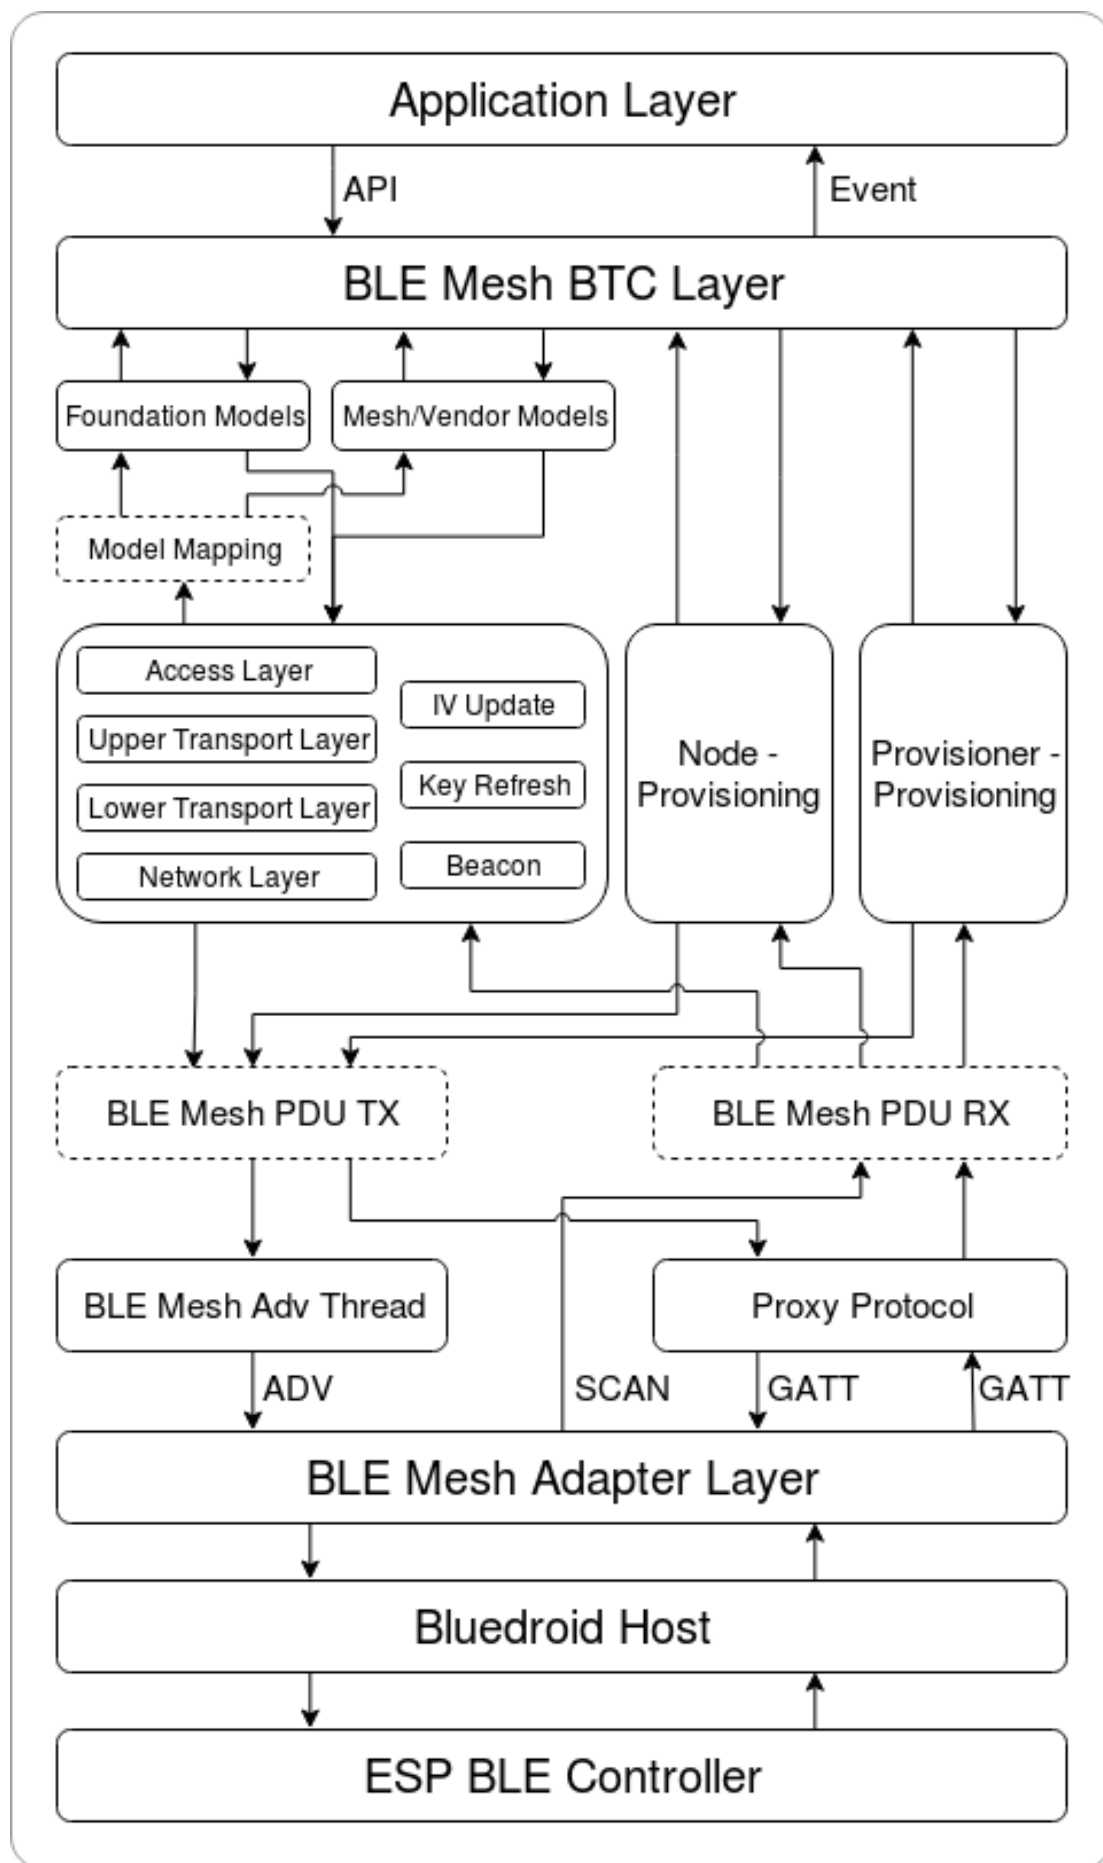 Application Layer
API
Event
BLE Mesh BTC Layer
Foundation Models
Mesh/Vendor Models
Model Mapping
Access Layer
Upper Transport Layer
Lower Transport Layer
Network Layer
IV Update
Key Refresh
Beacon
Node -
Provisioning
Provisioner -
Provisioning
BLE Mesh PDU TX
BLE Mesh PDU RX
BLE Mesh Adv Thread
Proxy Protocol
ADV
SCAN
GATT
GATT
BLE Mesh Adapter Layer
Bluedroid Host
ESP BLE Controller